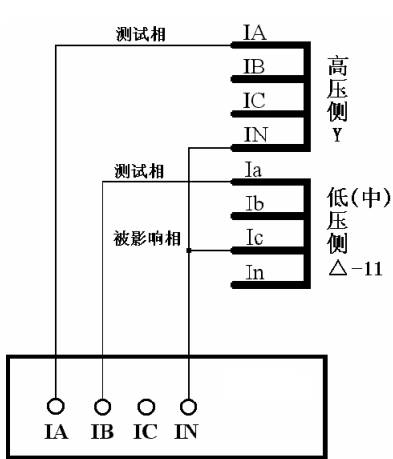 测试相
IA
IB
IC
IN
高压侧 Y
测试相
Ia
Ib
被影响相
Ic
In
低(中)压侧 △-11
IA IB IC IN